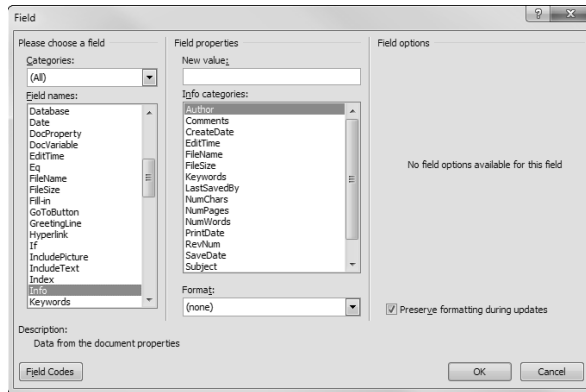 Field
Please choose a field
Categories:
(All)
Field names:
Database
Date
DocProperty
DocVariable
EditTime
Eq
FileName
FileSize
Fill-in
GoToButton
GreetingLine
Hyperlink
If
IncludePicture
IncludeText
Index
Info
Keywords
Field properties
New value:
Info categories:
Author
Comments
CreateDate
EditTime
FileName
FileSize
Keywords
LastSavedBy
NumChars
NumPages
NumWords
PrintDate
RevNum
SaveDate
Subject
Format:
(none)
Field options
No field options available for this field
Preserve formatting during updates
Description:
Data from the document properties
Field Codes
OK
Cancel